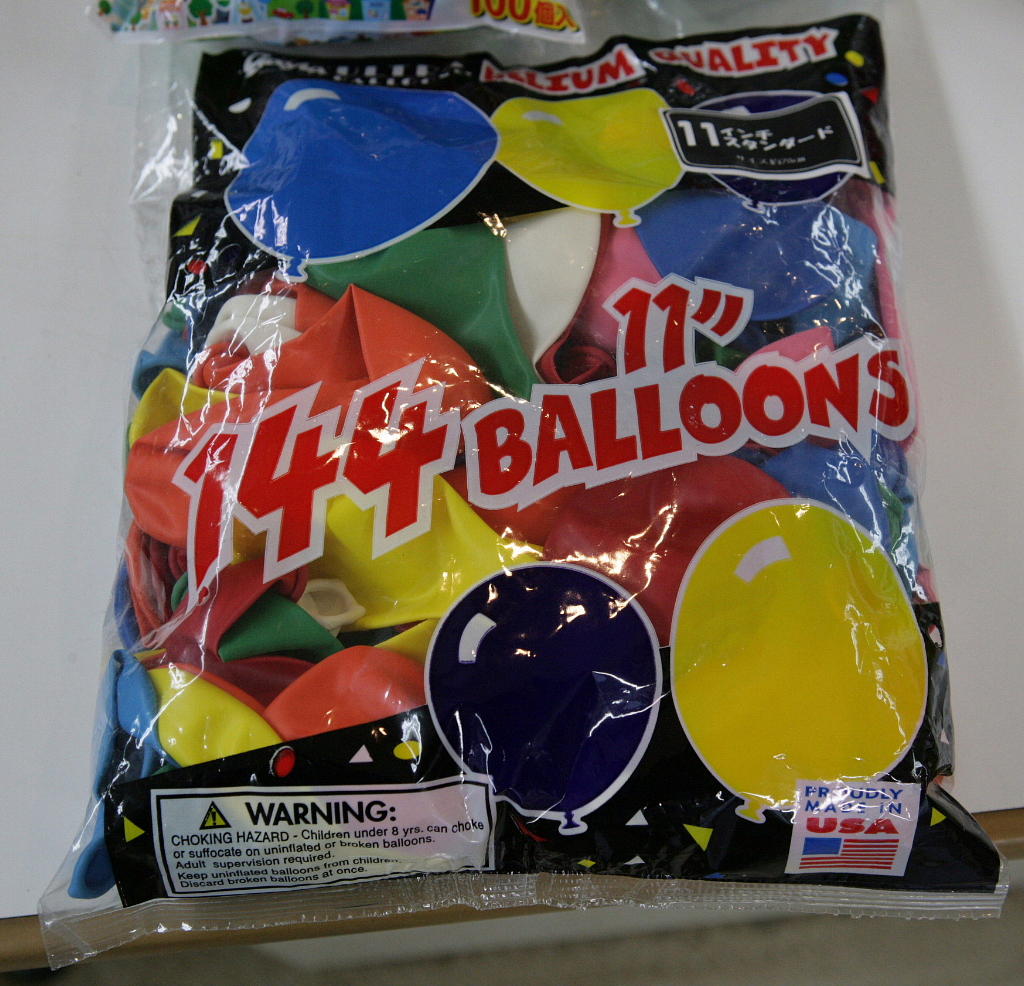 100個入
HELIUM QUALITY
11インチ
スタンダード
11"
144 BALLOONS
WARNING:
CHOKING HAZARD - Children under 8 yrs. can choke
or suffocate on uninflated or broken balloons.
Adult supervision required.
Keep uninflated balloons from children.
Discard broken balloons at once.
PROUDLY
MADE IN
USA